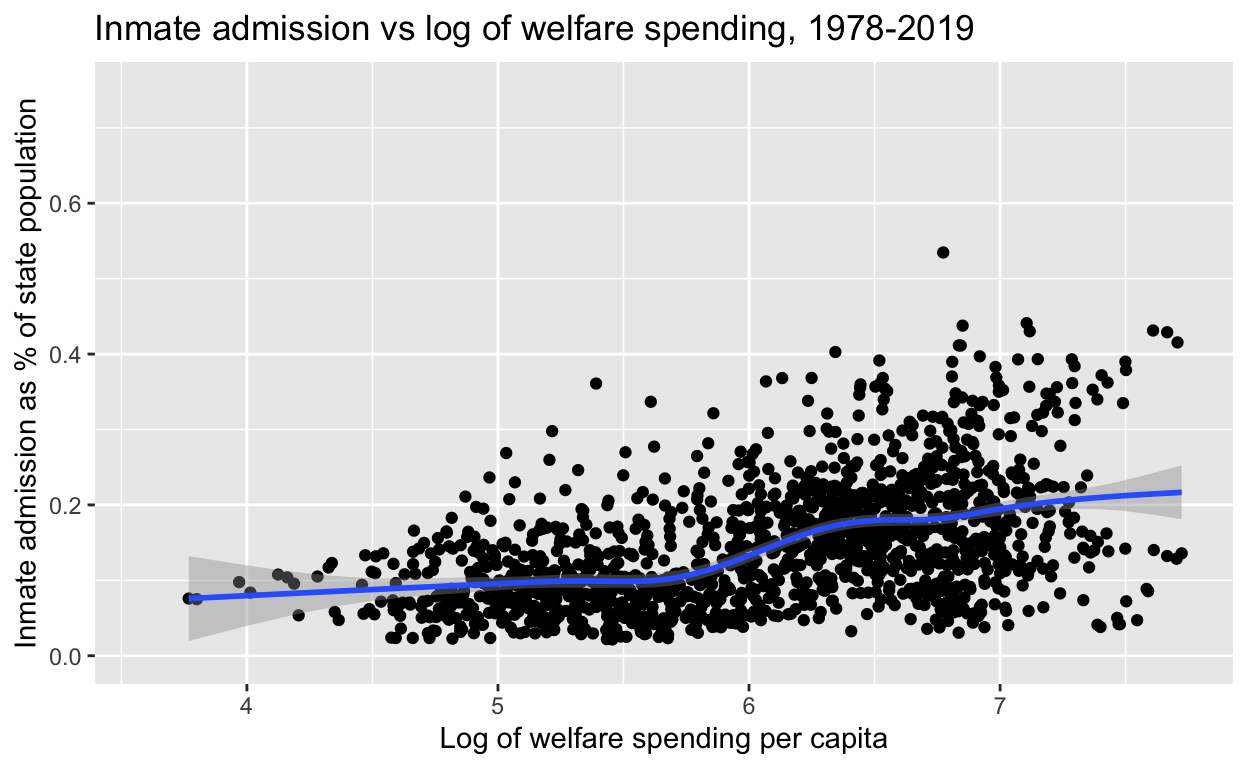 Inmate admission vs log of welfare spending, 1978-2019
Inmate admission as % of state population
0.6
0.4
0.2
0.0
4 5 6 7
Log of welfare spending per capita